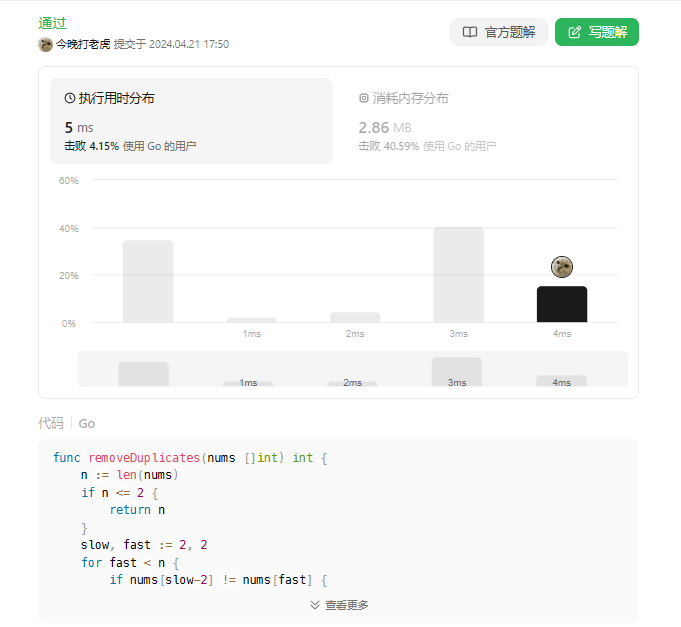 通过
今晚打老虎 提交于 2024.04.21 17:50
官方题解
写题解
执行用时分布
5 ms
击败 4.15% 使用 Go 的用户
消耗内存分布
2.86 MB
击败 40.59% 使用 Go 的用户
60%
40%
20%
0%
1ms 2ms 3ms 4ms
1ms 2ms 3ms 4ms
代码 Go
func removeDuplicates(nums []int) int {
    n := len(nums)
    if n <= 2 {
        return n
    }
    slow, fast := 2, 2
    for fast < n {
        if nums[slow-2] != nums[fast] {
查看更多